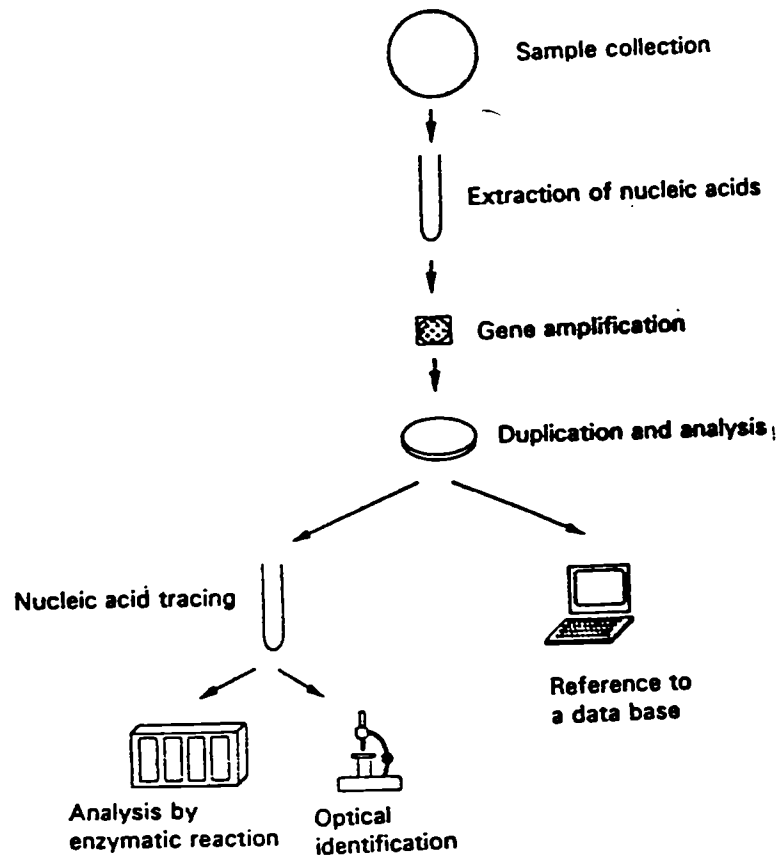 Sample collection
Extraction of nucleic acids
Gene amplification
Duplication and analysis
Nucleic acid tracing
Reference to
a data base
Analysis by
enzymatic reaction
Optical
identification